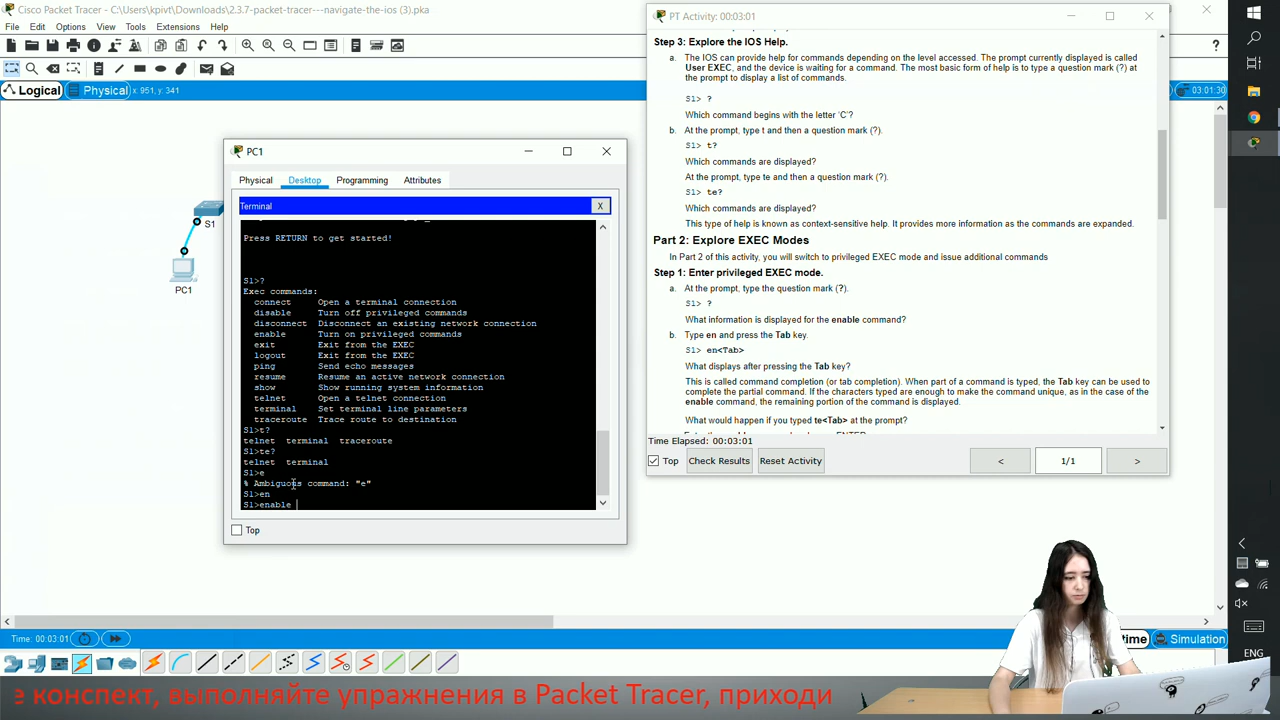 Cisco Packet Tracer - C:\Users\kpivt\Downloads\2.3.7-packet-tracer---navigate-the-ios (3).pka
File Edit Options View Tools Extensions Help
Logical Physical x: 951, y: 341
03:01:30
S1
PC1
PC1
Physical Desktop Programming Attributes
Terminal X
Press RETURN to get started!
S1>?
Exec commands:
connect Open a terminal connection
disable Turn off privileged commands
disconnect Disconnect an existing network connection
enable Turn on privileged commands
exit Exit from the EXEC
logout Exit from the EXEC
ping Send echo messages
resume Resume an active network connection
show Show running system information
telnet Open a telnet connection
terminal Set terminal line parameters
traceroute Trace route to destination
S1>t?
telnet terminal traceroute
S1>te?
telnet terminal
S1>e
% Ambiguous command: "e"
S1>en
S1>enable
Top
PT Activity: 00:03:01
Step 3: Explore the IOS Help.
a. The IOS can provide help for commands depending on the level accessed. The prompt currently displayed is called
User EXEC, and the device is waiting for a command. The most basic form of help is to type a question mark (?) at
the prompt to display a list of commands.
S1> ?
Which command begins with the letter 'C'?
b. At the prompt, type t and then a question mark (?).
S1> t?
Which commands are displayed?
At the prompt, type te and then a question mark (?).
S1> te?
Which commands are displayed?
This type of help is known as context-sensitive help. It provides more information as the commands are expanded.
Part 2: Explore EXEC Modes
In Part 2 of this activity, you will switch to privileged EXEC mode and issue additional commands
Step 1: Enter privileged EXEC mode.
a. At the prompt, type the question mark (?).
S1> ?
What information is displayed for the enable command?
b. Type en and press the Tab key.
S1> en<Tab>
What displays after pressing the Tab key?
This is called command completion (or tab completion). When part of a command is typed, the Tab key can be used to
complete the partial command. If the characters typed are enough to make the command unique, as in the case of the
enable command, the remaining portion of the command is displayed.
What would happen if you typed te<Tab> at the prompt?
Time Elapsed: 00:03:01
Top Check Results Reset Activity < 1/1 >
Time: 00:03:01
time Simulation
ENG
е конспект, выполняйте упражнения в Packet Tracer, приходи